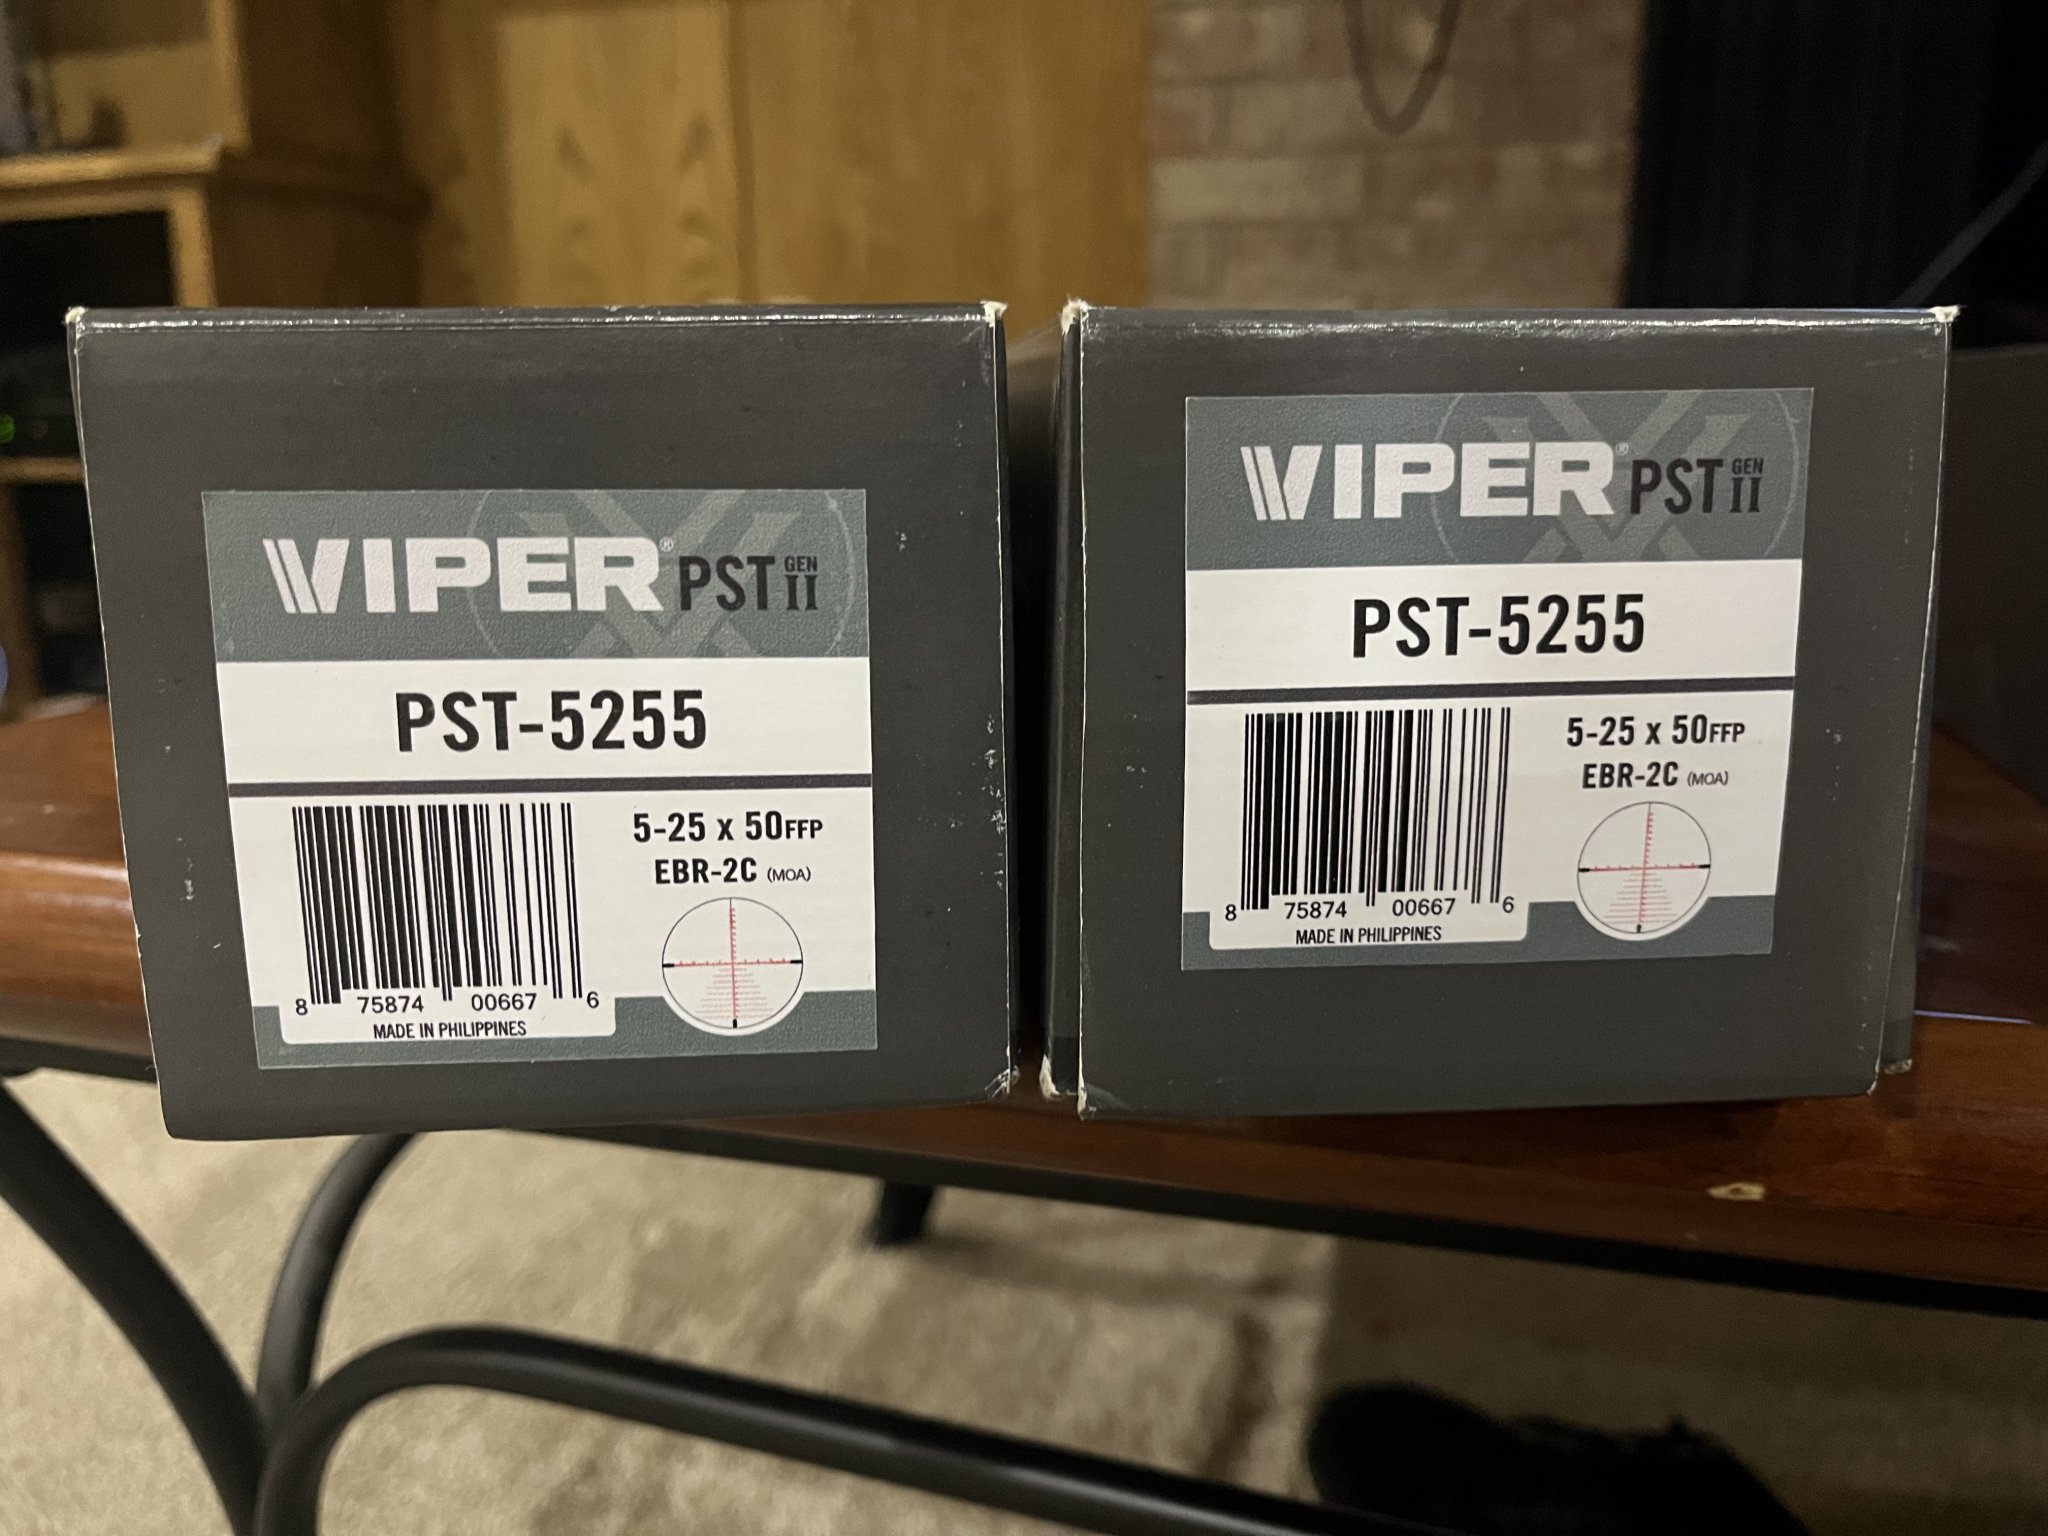 VIPER® PST GEN II
PST-5255
5-25 x 50FFP
EBR-2C (MOA)
8 75874 00667 6
MADE IN PHILIPPINES
VIPER® PST GEN II
PST-5255
5-25 x 50FFP
EBR-2C (MOA)
8 75874 00667 6
MADE IN PHILIPPINES